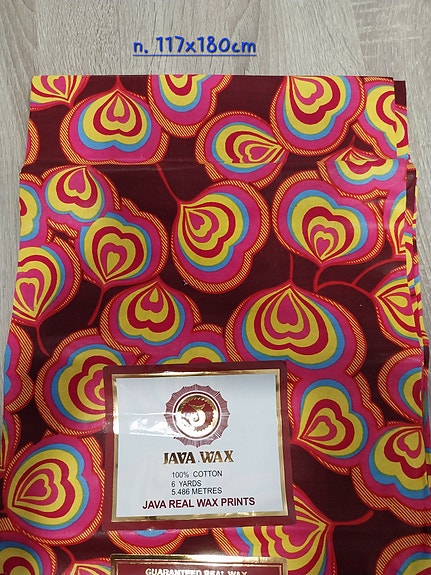 n. 117x180cm
JAVA.WAX
100% COTTON
6 YARDS
5.486 METRES
JAVA REAL WAX PRINTS
GUARANTEED REAL WAX